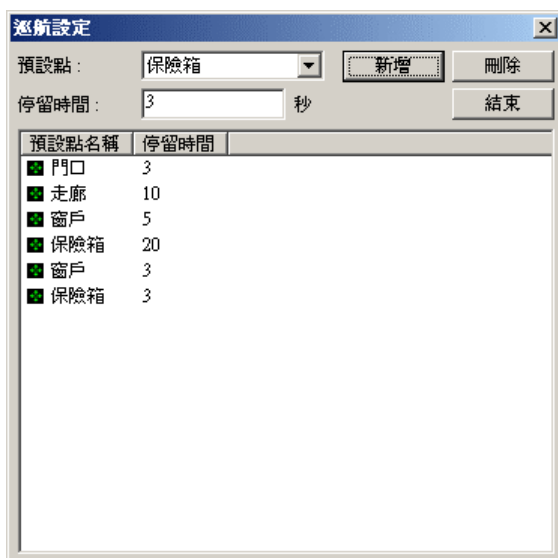 巡航設定
預設點: 保險箱 新增 刪除
停留時間: 3 秒 結束
預設點名稱 停留時間
門口 3
走廊 10
窗戶 5
保險箱 20
窗戶 3
保險箱 3